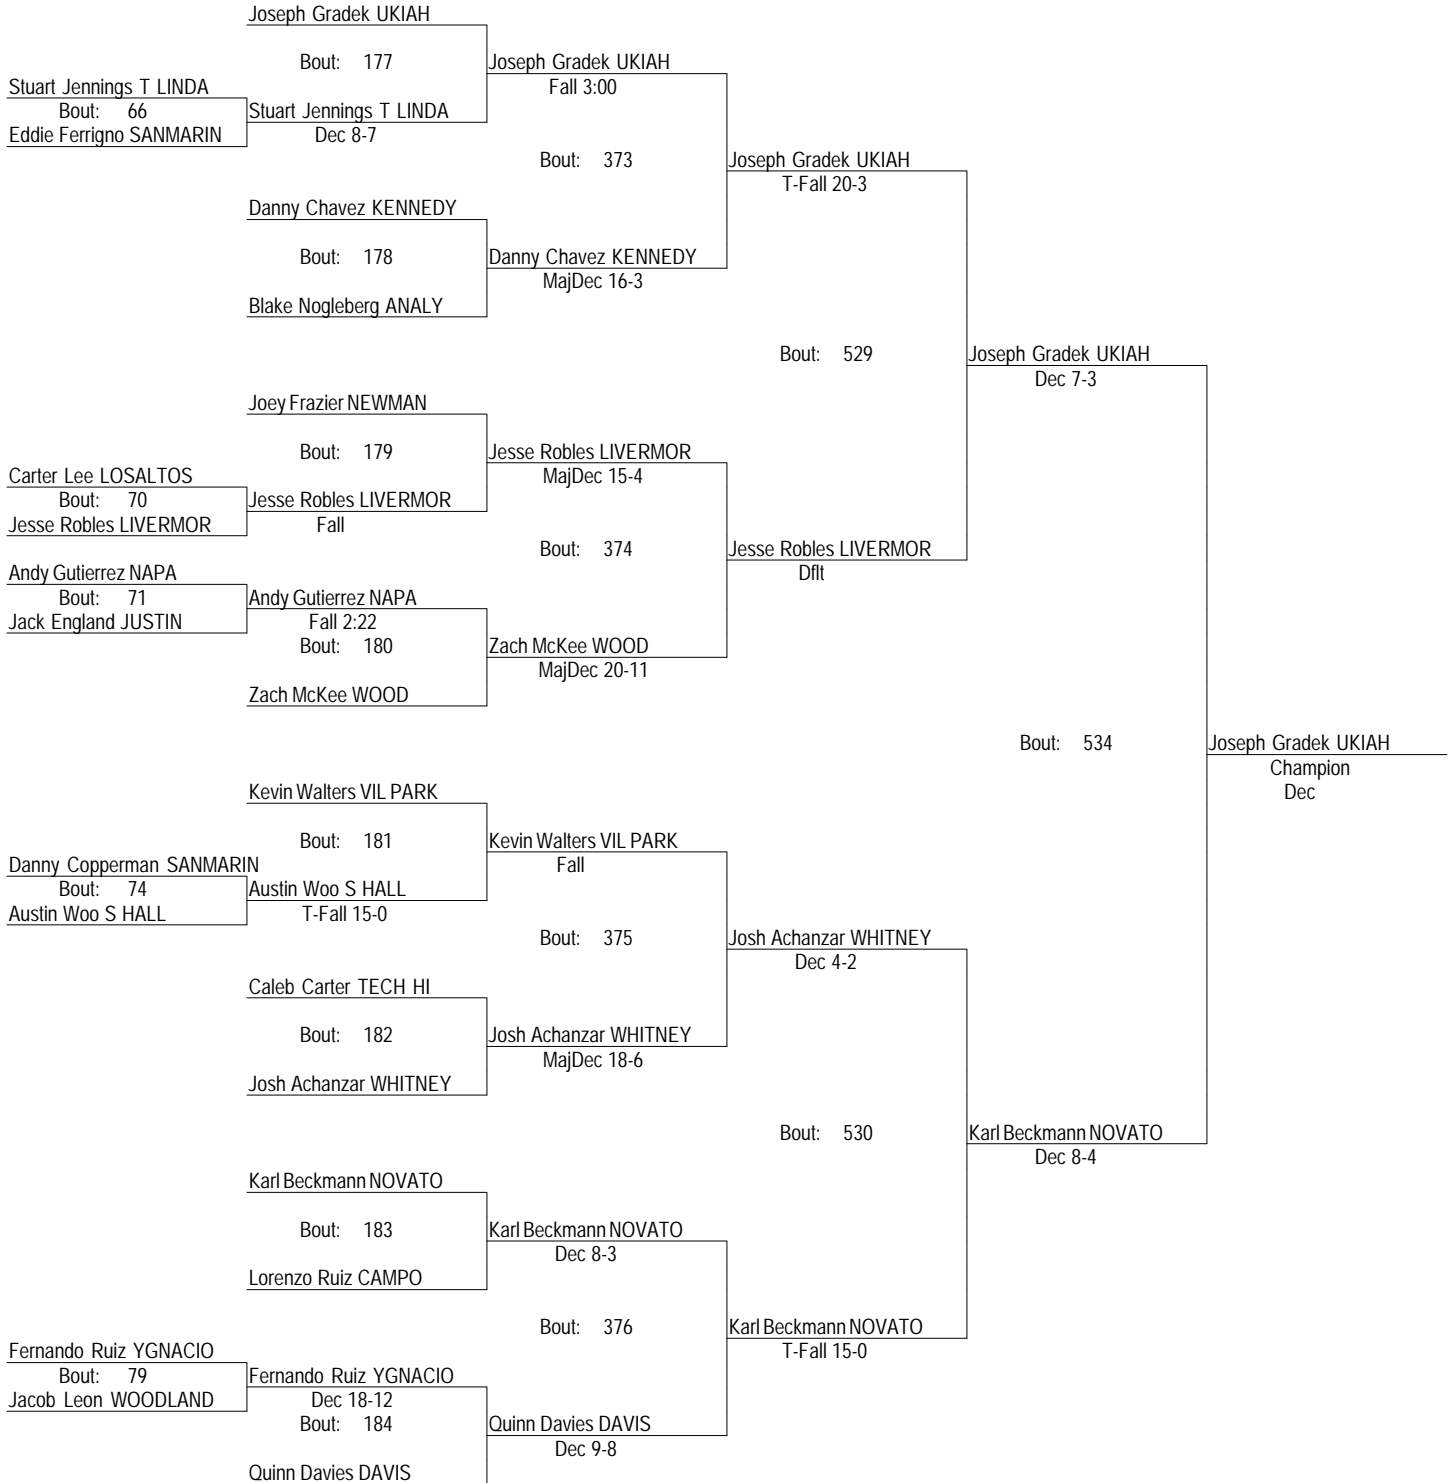 Joseph Gradek UKIAH
Bout: 177
Joseph Gradek UKIAH
Fall 3:00
Stuart Jennings T LINDA
Bout: 66
Eddie Ferrigno SANMARIN
Stuart Jennings T LINDA
Dec 8-7
Bout: 373
Joseph Gradek UKIAH
T-Fall 20-3
Danny Chavez KENNEDY
Bout: 178
Danny Chavez KENNEDY
MajDec 16-3
Blake Nogleberg ANALY
Bout: 529
Joseph Gradek UKIAH
Dec 7-3
Joey Frazier NEWMAN
Bout: 179
Jesse Robles LIVERMOR
MajDec 15-4
Carter Lee LOSALTOS
Bout: 70
Jesse Robles LIVERMOR
Jesse Robles LIVERMOR
Fall
Bout: 374
Jesse Robles LIVERMOR
Dflt
Andy Gutierrez NAPA
Bout: 71
Jack England JUSTIN
Andy Gutierrez NAPA
Fall 2:22
Bout: 180
Zach McKee WOOD
MajDec 20-11
Zach McKee WOOD
Bout: 534
Joseph Gradek UKIAH
Champion
Dec
Kevin Walters VIL PARK
Bout: 181
Kevin Walters VIL PARK
Fall
Danny Copperman SANMARIN
Bout: 74
Austin Woo S HALL
Austin Woo S HALL
T-Fall 15-0
Bout: 375
Josh Achanzar WHITNEY
Dec 4-2
Caleb Carter TECH HI
Bout: 182
Josh Achanzar WHITNEY
MajDec 18-6
Josh Achanzar WHITNEY
Bout: 530
Karl Beckmann NOVATO
Dec 8-4
Karl Beckmann NOVATO
Bout: 183
Karl Beckmann NOVATO
Dec 8-3
Lorenzo Ruiz CAMPO
Bout: 376
Karl Beckmann NOVATO
T-Fall 15-0
Fernando Ruiz YGNACIO
Bout: 79
Jacob Leon WOODLAND
Fernando Ruiz YGNACIO
Dec 18-12
Bout: 184
Quinn Davies DAVIS
Dec 9-8
Quinn Davies DAVIS